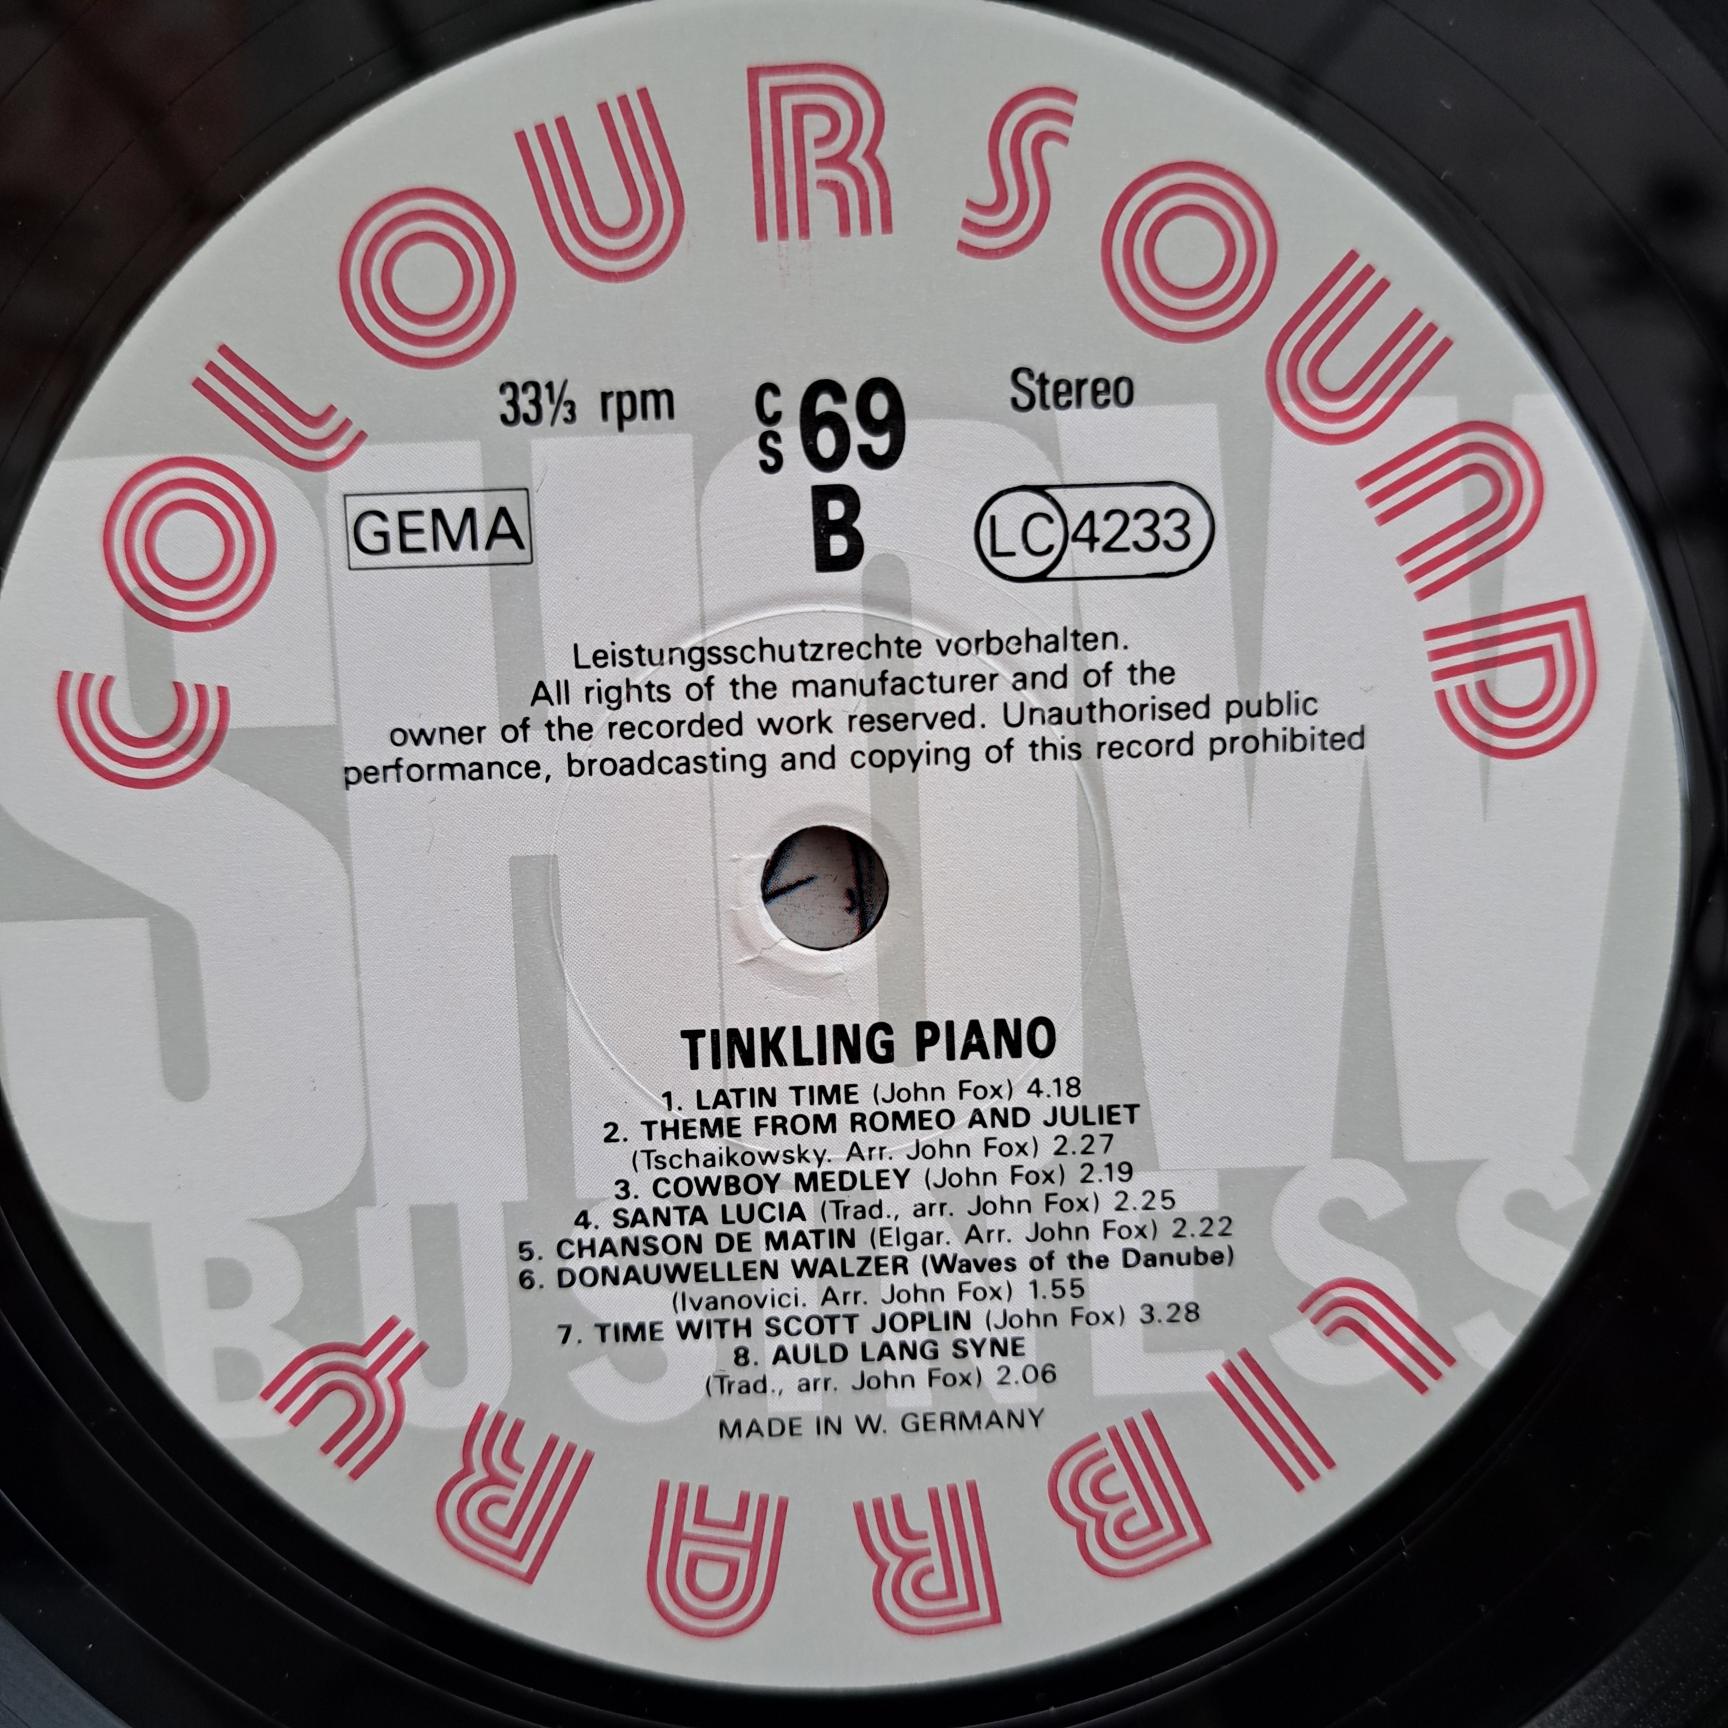 COLOURSOUND
33⅓ rpm
CS 69
Stereo
GEMA
B
LC 4233
Leistungsschutzrechte vorbehalten.
All rights of the manufacturer and of the
owner of the recorded work reserved. Unauthorised public
performance, broadcasting and copying of this record prohibited
SHOW
BUSINESS
TINKLING PIANO
1. LATIN TIME (John Fox) 4.18
2. THEME FROM ROMEO AND JULIET
(Tschaikowsky. Arr. John Fox) 2.27
3. COWBOY MEDLEY (John Fox) 2.19
4. SANTA LUCIA (Trad., arr. John Fox) 2.25
5. CHANSON DE MATIN (Elgar. Arr. John Fox) 2.22
6. DONAUWELLEN WALZER (Waves of the Danube)
(Ivanovici. Arr. John Fox) 1.55
7. TIME WITH SCOTT JOPLIN (John Fox) 3.28
8. AULD LANG SYNE
(Trad., arr. John Fox) 2.06
MADE IN W. GERMANY
LIBRARY